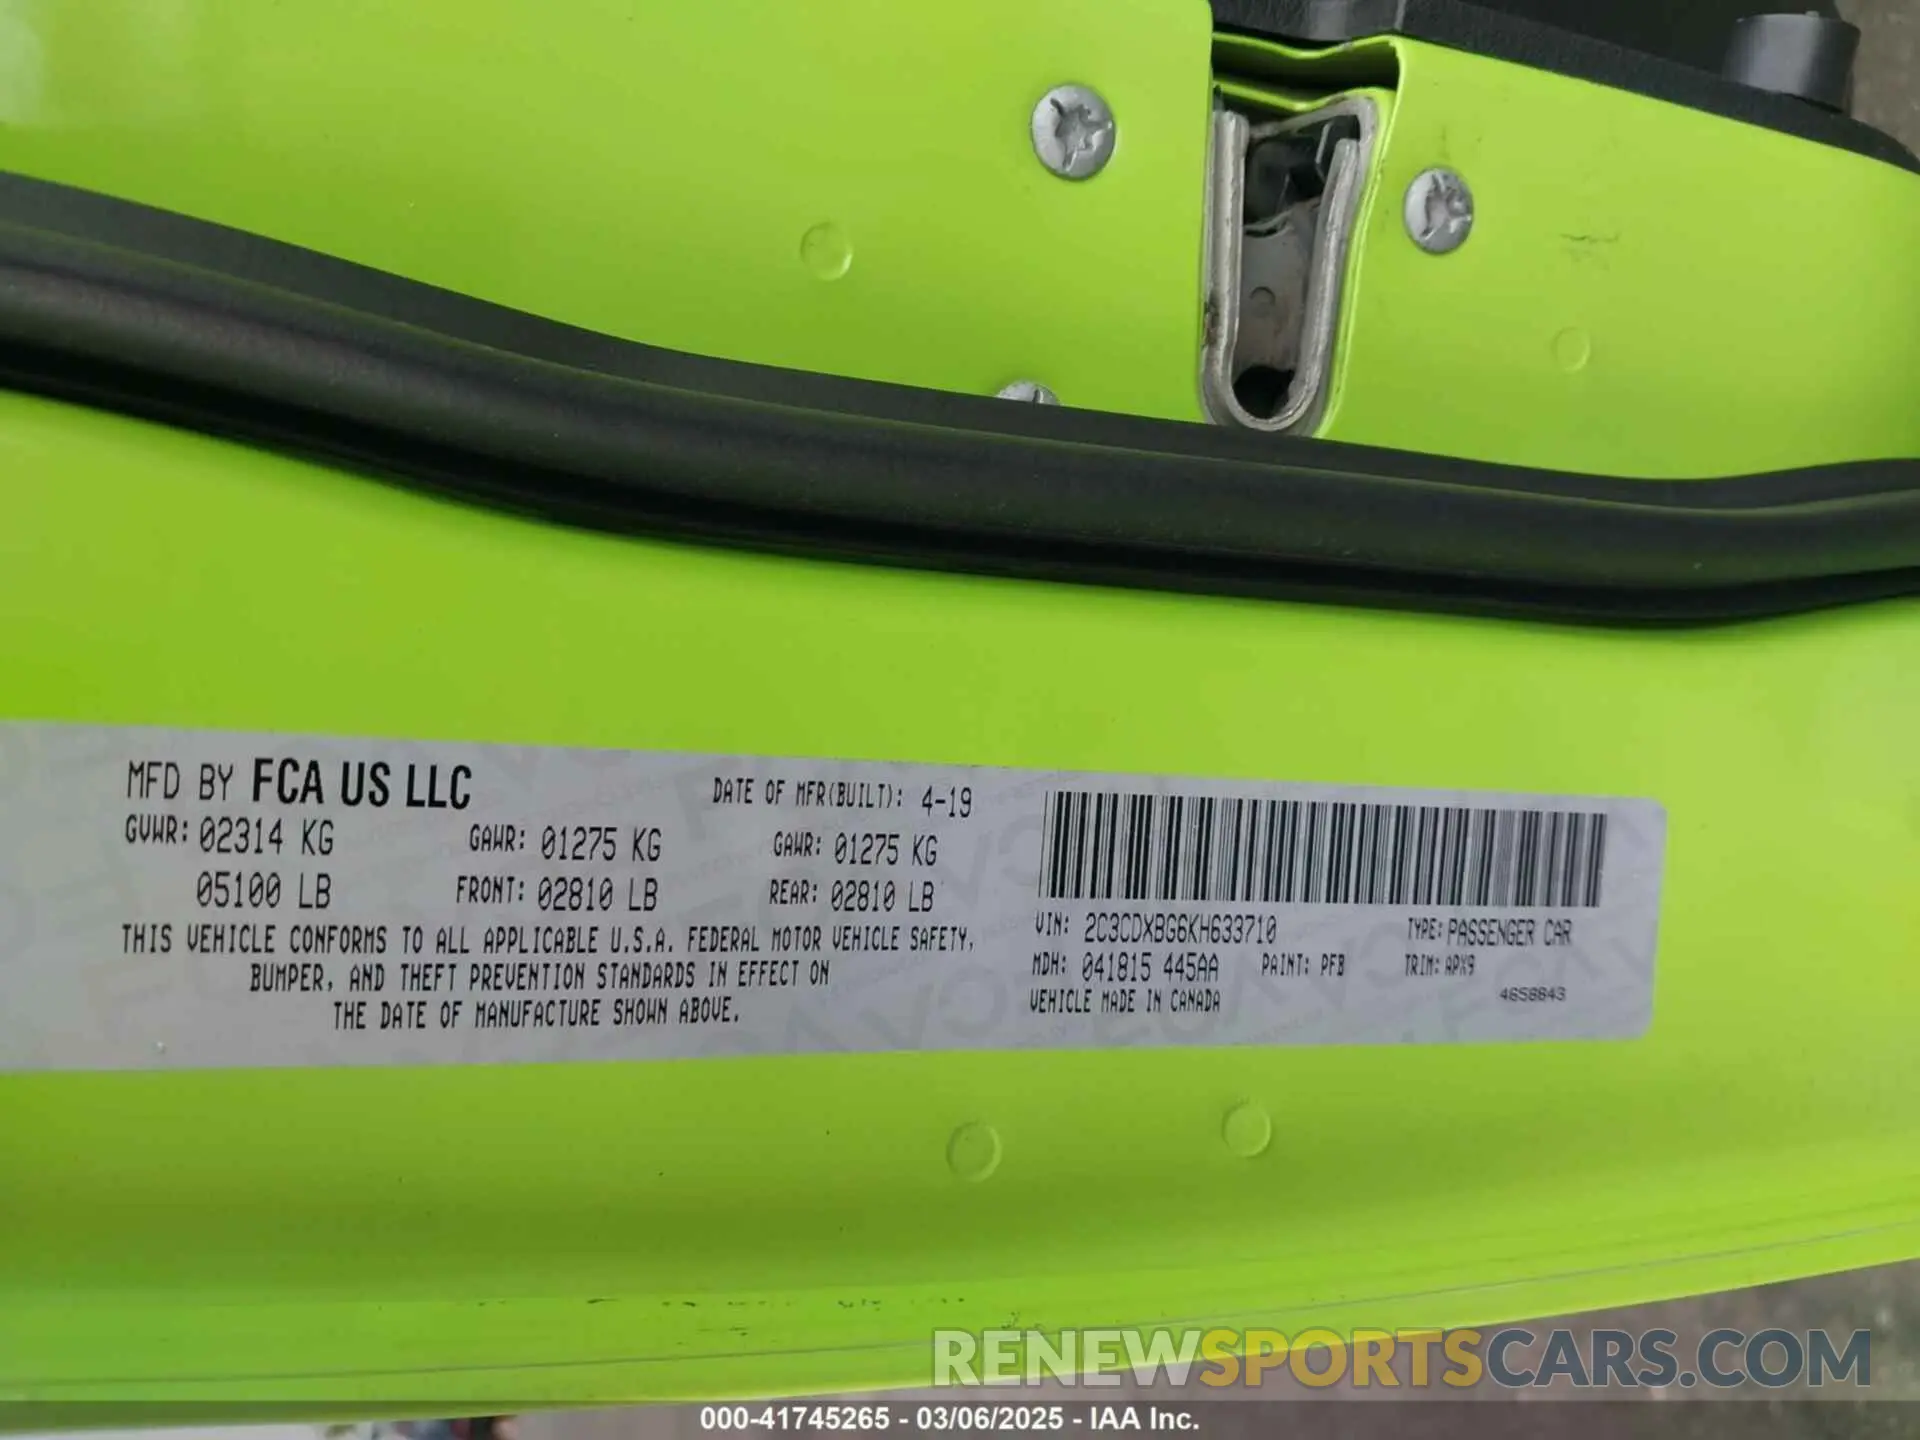 MFD BY FCA US LLC
DATE OF MFR(BUILT): 4-19
GVWR: 02314 KG GAWR: 01275 KG GAWR: 01275 KG
05100 LB FRONT: 02810 LB REAR: 02810 LB
THIS VEHICLE CONFORMS TO ALL APPLICABLE U.S.A. FEDERAL MOTOR VEHICLE SAFETY,
BUMPER, AND THEFT PREVENTION STANDARDS IN EFFECT ON
THE DATE OF MANUFACTURE SHOWN ABOVE.
VIN: 2C3CDXBG6KH633710 TYPE: PASSENGER CAR
MDH: 041815 445AA PAINT: PFB TRIM: APX9
VEHICLE MADE IN CANADA 4658643
RENEWSPORTSCARS.COM
000-41745265 - 03/06/2025 - IAA Inc.